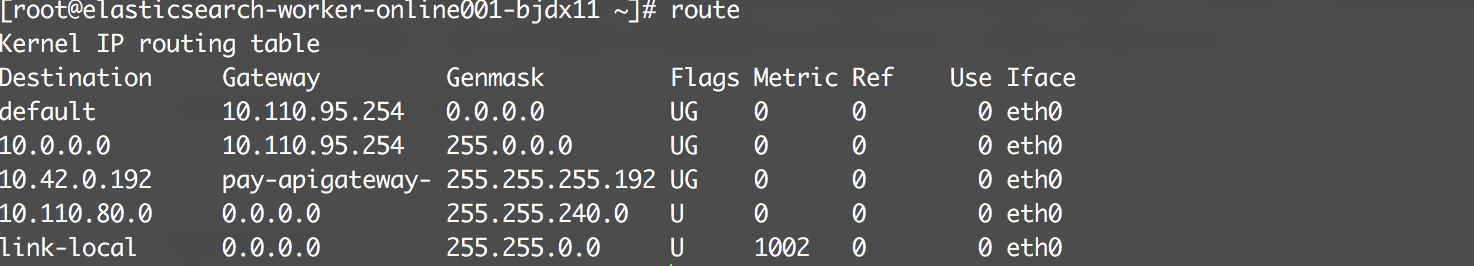 [root@elasticsearch-worker-online001-bjdx11 ~]# route
Kernel IP routing table
Destination     Gateway         Genmask         Flags Metric Ref    Use Iface
default         10.110.95.254   0.0.0.0         UG    0      0        0 eth0
10.0.0.0        10.110.95.254   255.0.0.0       UG    0      0        0 eth0
10.42.0.192     pay-apigateway- 255.255.255.192 UG    0      0        0 eth0
10.110.80.0     0.0.0.0         255.255.240.0   U     0      0        0 eth0
link-local      0.0.0.0         255.255.0.0     U     1002   0        0 eth0